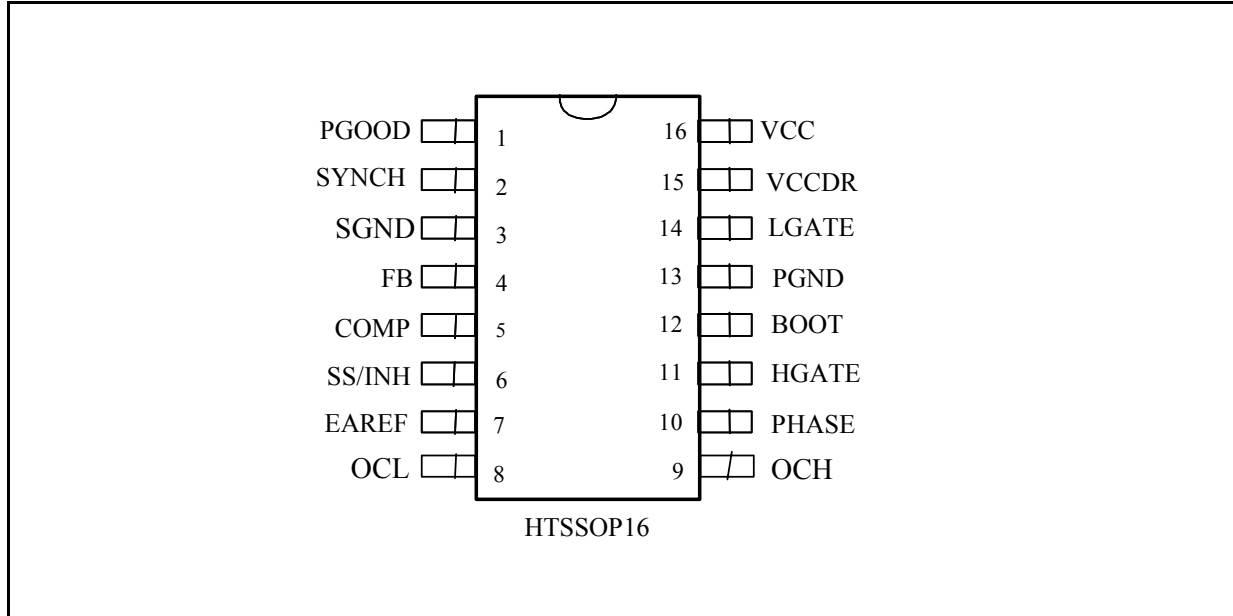 PGOOD 1 16 VCC
SYNCH 2 15 VCCDR
SGND 3 14 LGATE
FB 4 13 PGND
COMP 5 12 BOOT
SS/INH 6 11 HGATE
EAREF 7 10 PHASE
OCL 8 9 OCH
HTSSOP16